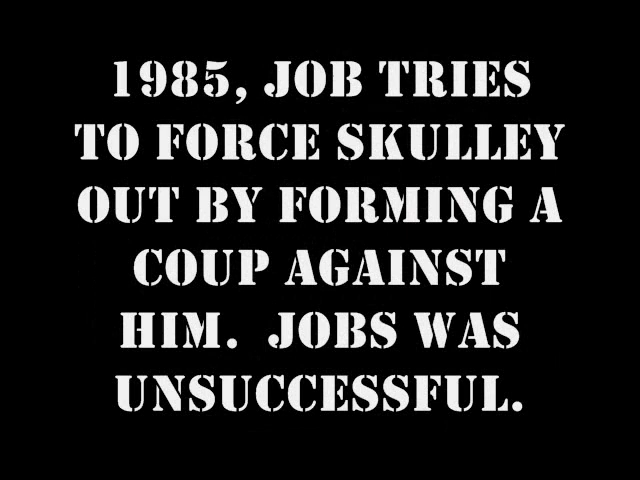 1985, JOB TRIES
TO FORCE SKULLEY
OUT BY FORMING A
COUP AGAINST
HIM.  JOBS WAS
UNSUCCESSFUL.